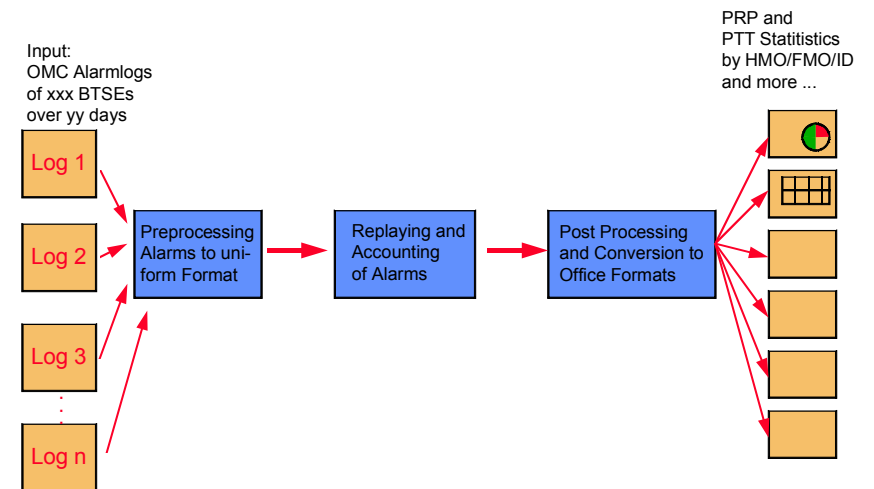 Input:
OMC Alarmlogs
of xxx BTSEs
over yy days
Log 1
Log 2
Log 3
Log n
Preprocessing
Alarms to uni-
form Format
Replaying and
Accounting
of Alarms
Post Processing
and Conversion to
Office Formats
PRP and
PTT Statitistics
by HMO/FMO/ID
and more ...